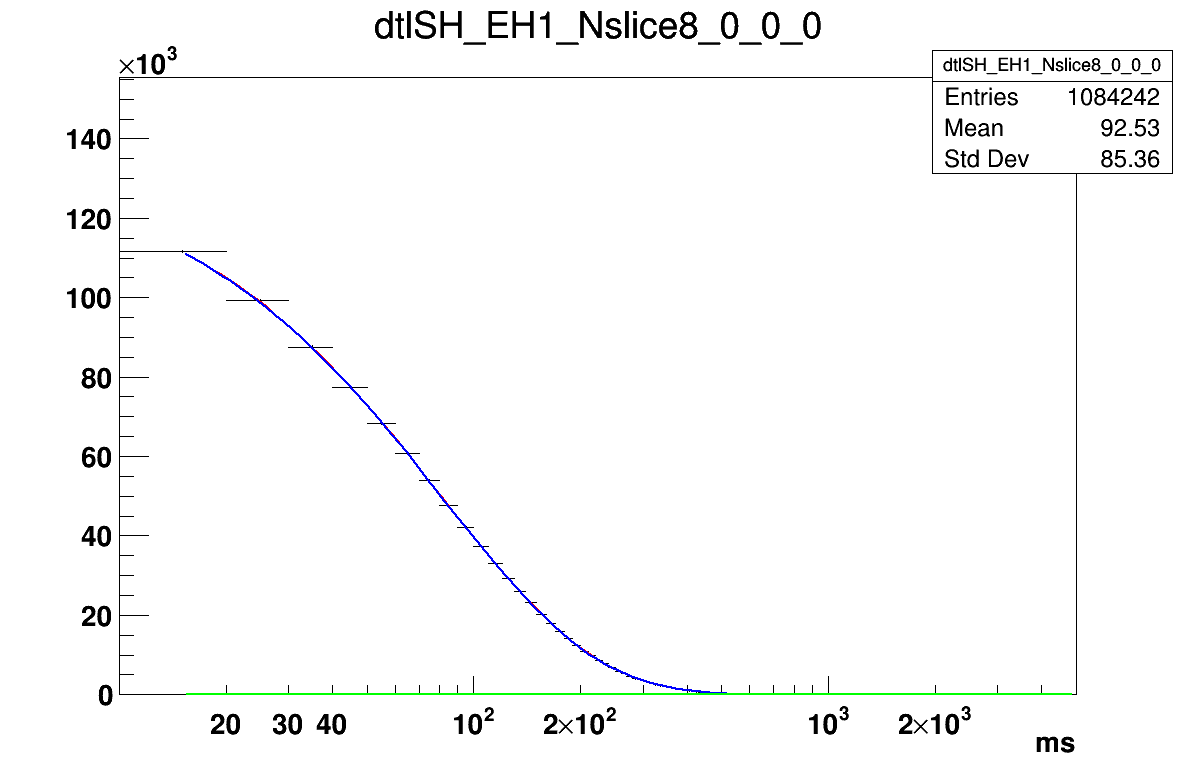 dtlSH_EH1_Nslice8_0_0_0
×10³
dtlSH_EH1_Nslice8_0_0_0
Entries 1084242
Mean 92.53
Std Dev 85.36
140
120
100
80
60
40
20
0
20 30 40 10² 2×10² 10³ 2×10³
ms